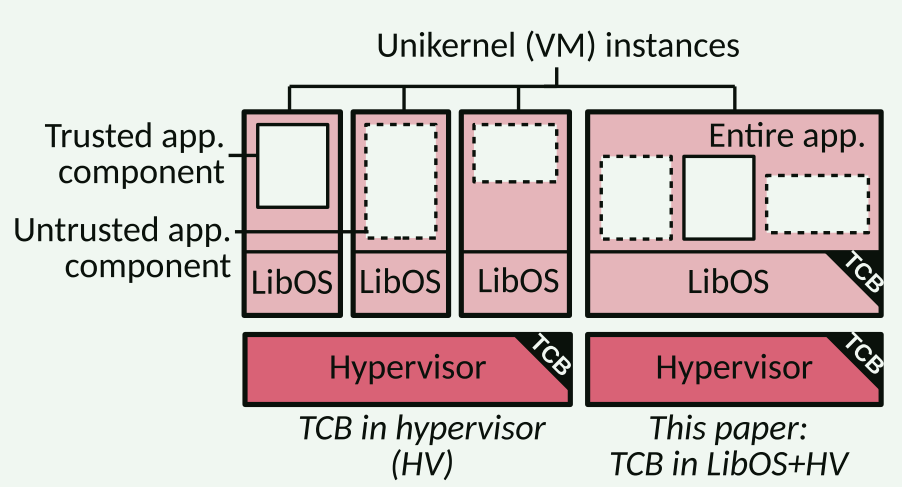 Unikernel (VM) instances
Trusted app.
component
Untrusted app.
component
Entire app.
LibOS
LibOS
LibOS
LibOS
TCB
Hypervisor
TCB
Hypervisor
TCB
TCB in hypervisor
(HV)
This paper:
TCB in LibOS+HV